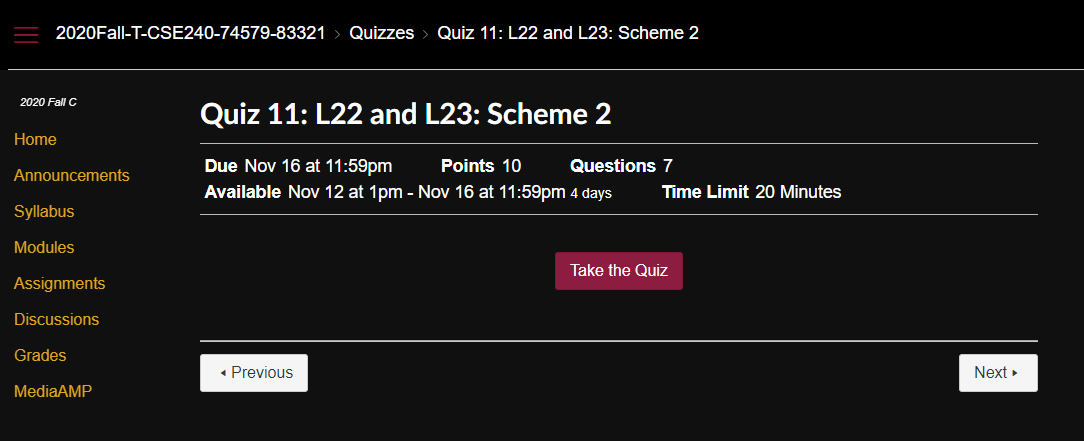 2020Fall-T-CSE240-74579-83321 › Quizzes › Quiz 11: L22 and L23: Scheme 2
2020 Fall C
Home
Announcements
Syllabus
Modules
Assignments
Discussions
Grades
MediaAMP
Quiz 11: L22 and L23: Scheme 2
Due Nov 16 at 11:59pm Points 10 Questions 7
Available Nov 12 at 1pm - Nov 16 at 11:59pm 4 days Time Limit 20 Minutes
Take the Quiz
Previous
Next